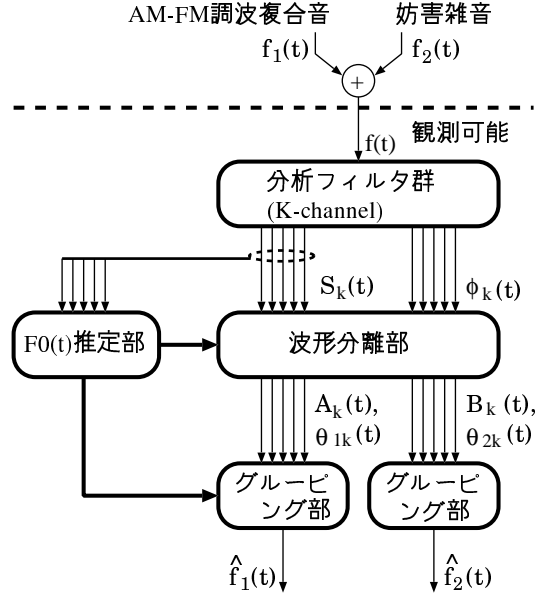 AM-FM調波複合音 妨害雑音
f₁(t) f₂(t)
+
観測可能
f(t)
分析フィルタ群
(K-channel)
Sₖ(t) ϕₖ(t)
F0(t)推定部 波形分離部
Aₖ(t), Bₖ(t),
θ₁ₖ(t) θ₂ₖ(t)
グルーピ グルーピ
ング部 ング部
f̂₁(t) f̂₂(t)